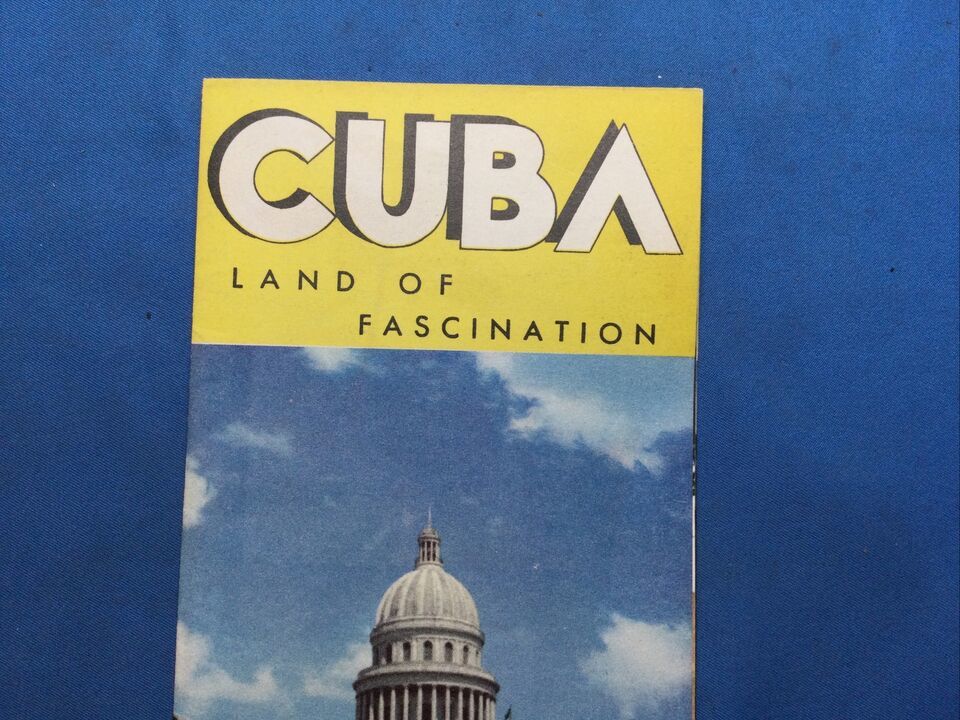 CUBA
LAND OF
FASCINATION